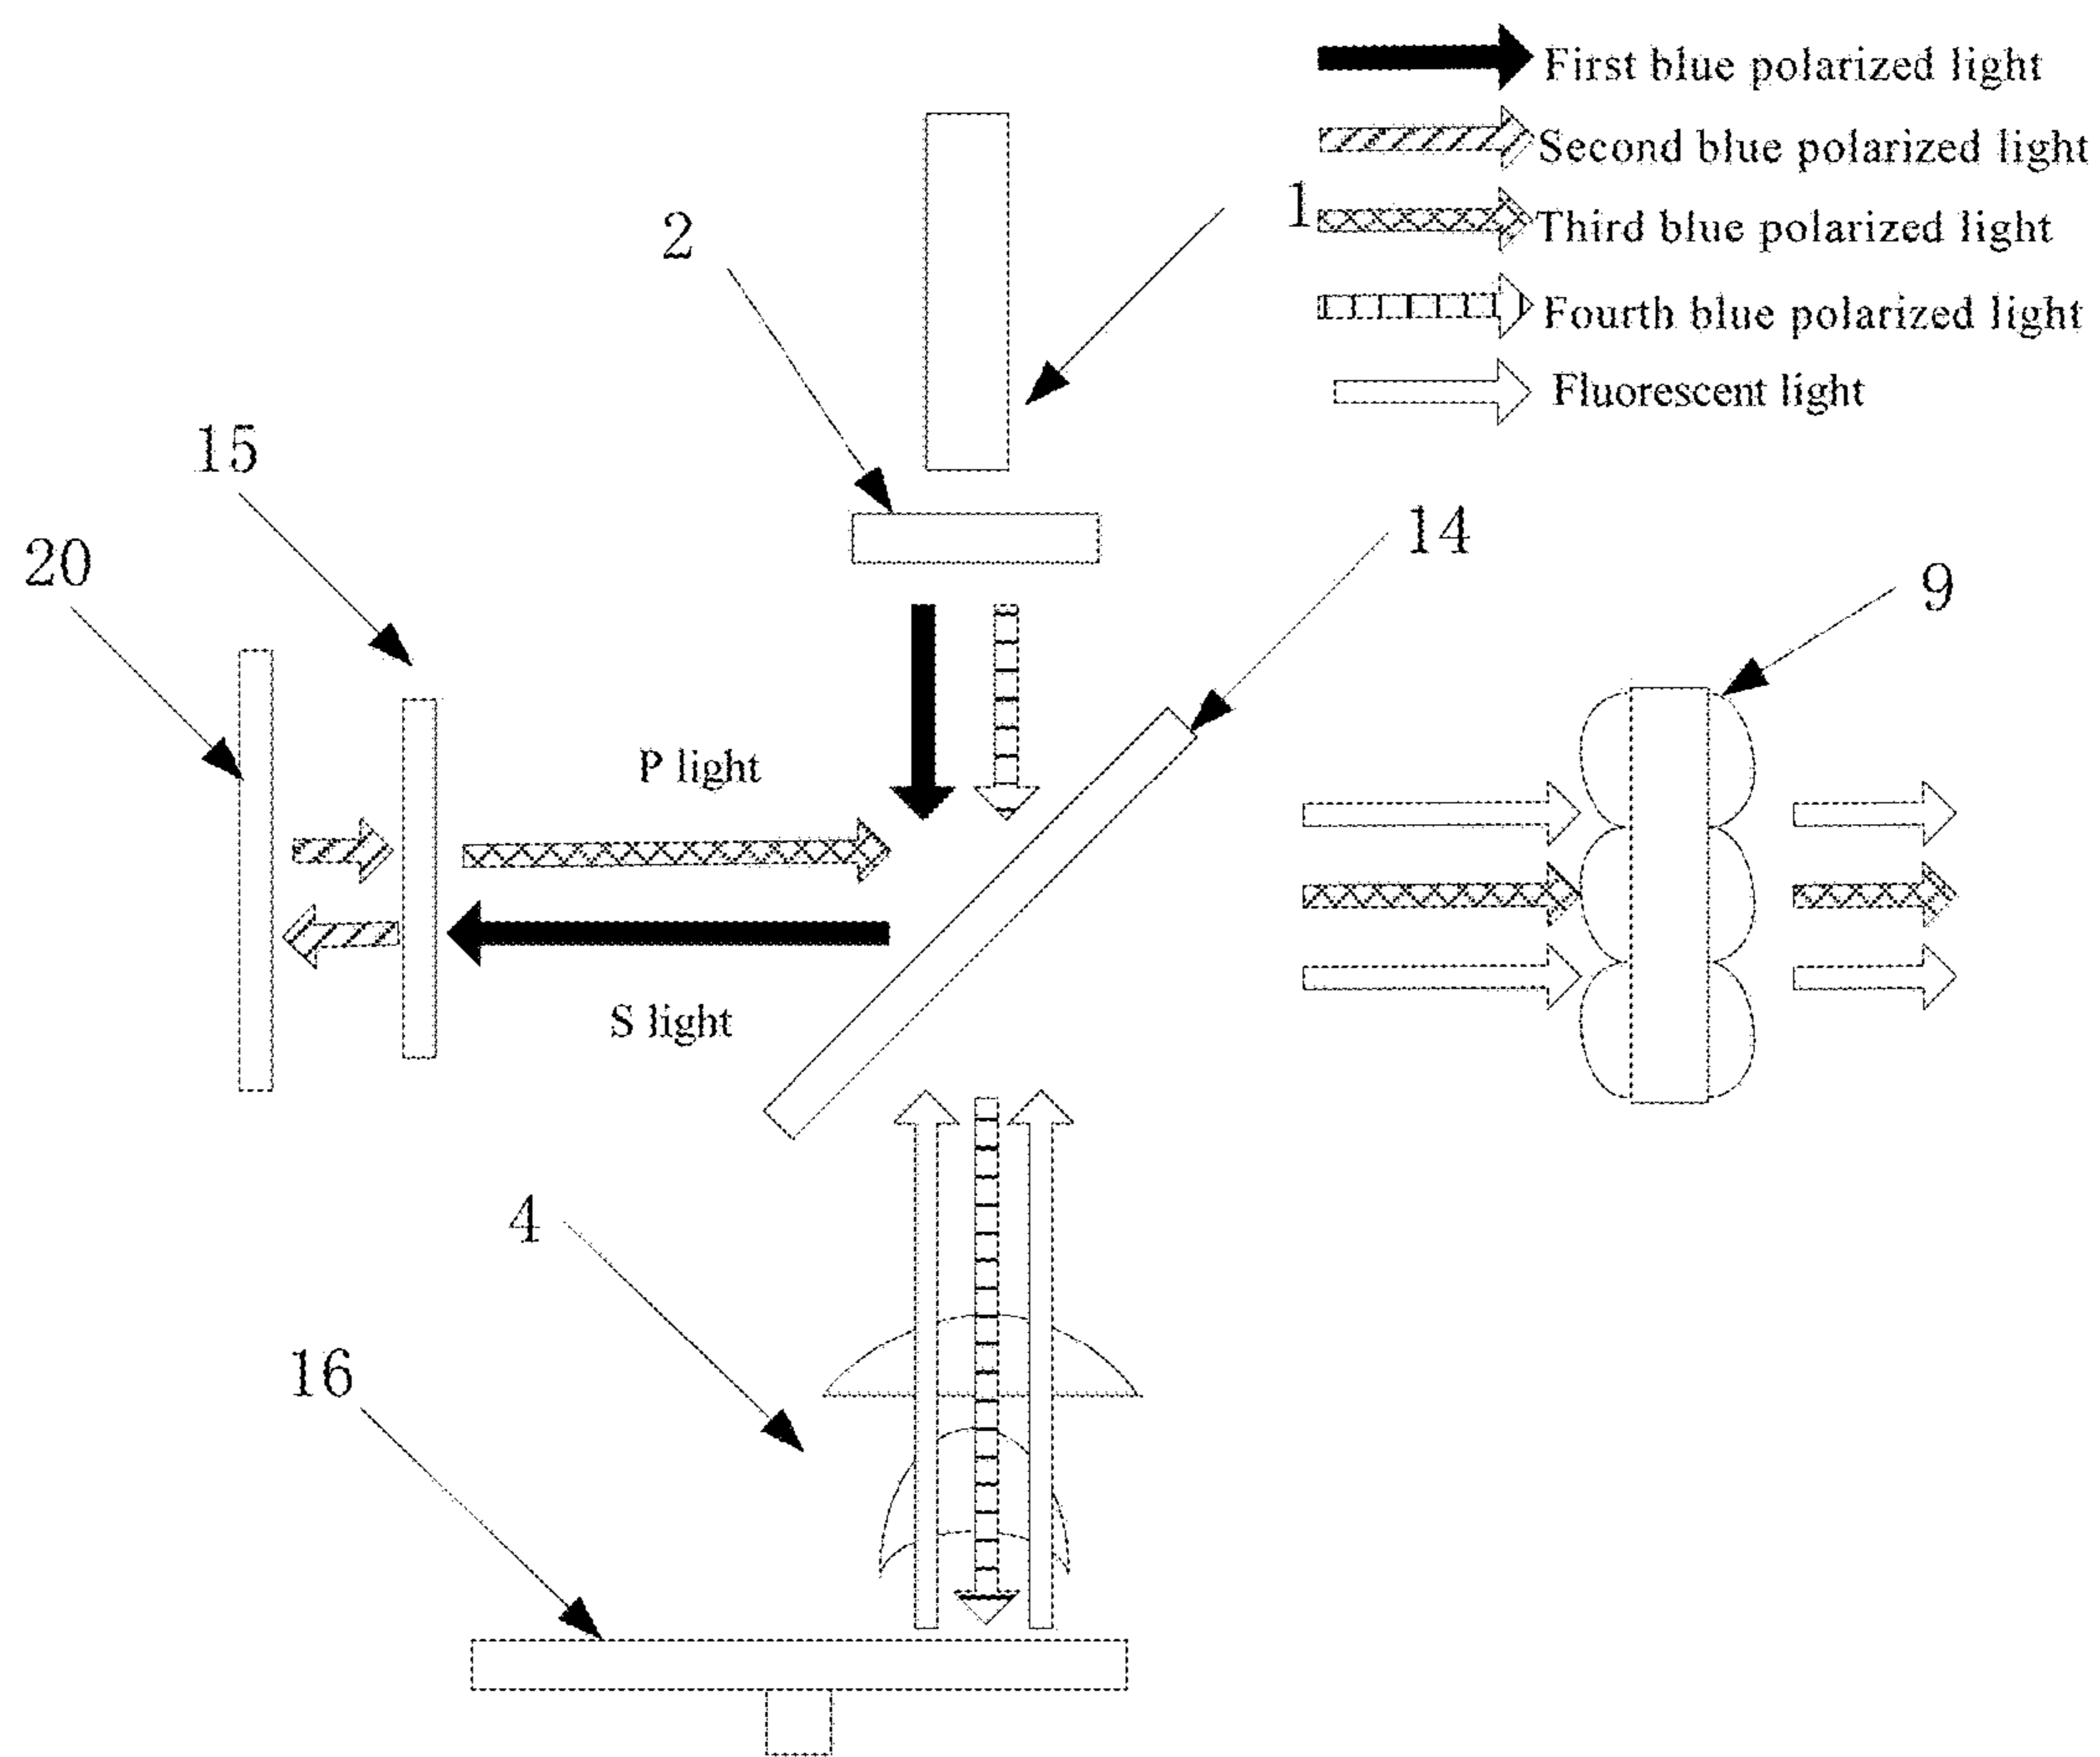 First blue polarized light
Second blue polarized light
1
Third blue polarized light
2
Fourth blue polarized light
Fluorescent light
15
14
20
9
P light
S light
4
16